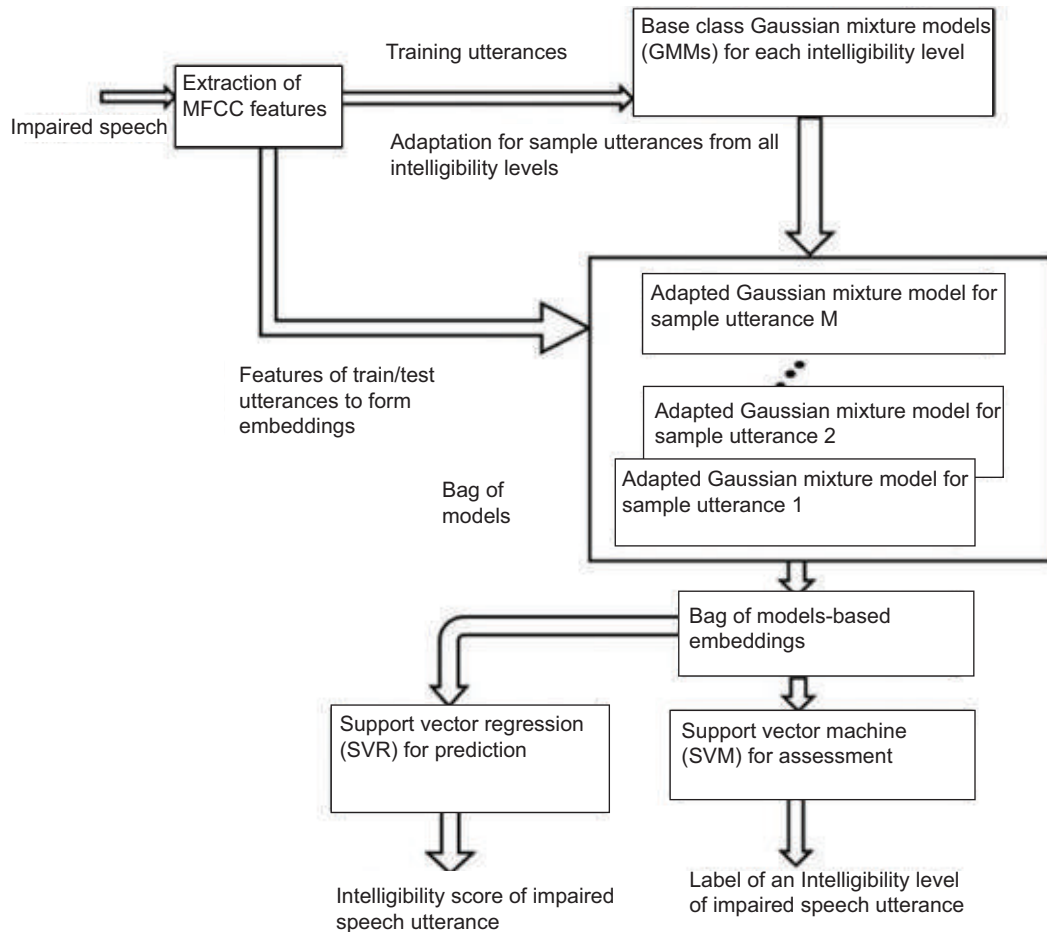 Base class Gaussian mixture models
(GMMs) for each intelligibility level
Training utterances
Extraction of
MFCC features
Impaired speech
Adaptation for sample utterances from all
intelligibility levels
Adapted Gaussian mixture model for
sample utterance M
Features of train/test
utterances to form
embeddings
Adapted Gaussian mixture model for
sample utterance 2
Adapted Gaussian mixture model for
sample utterance 1
Bag of
models
Bag of models-based
embeddings
Support vector regression
(SVR) for prediction
Support vector machine
(SVM) for assessment
Intelligibility score of impaired
speech utterance
Label of an Intelligibility level
of impaired speech utterance